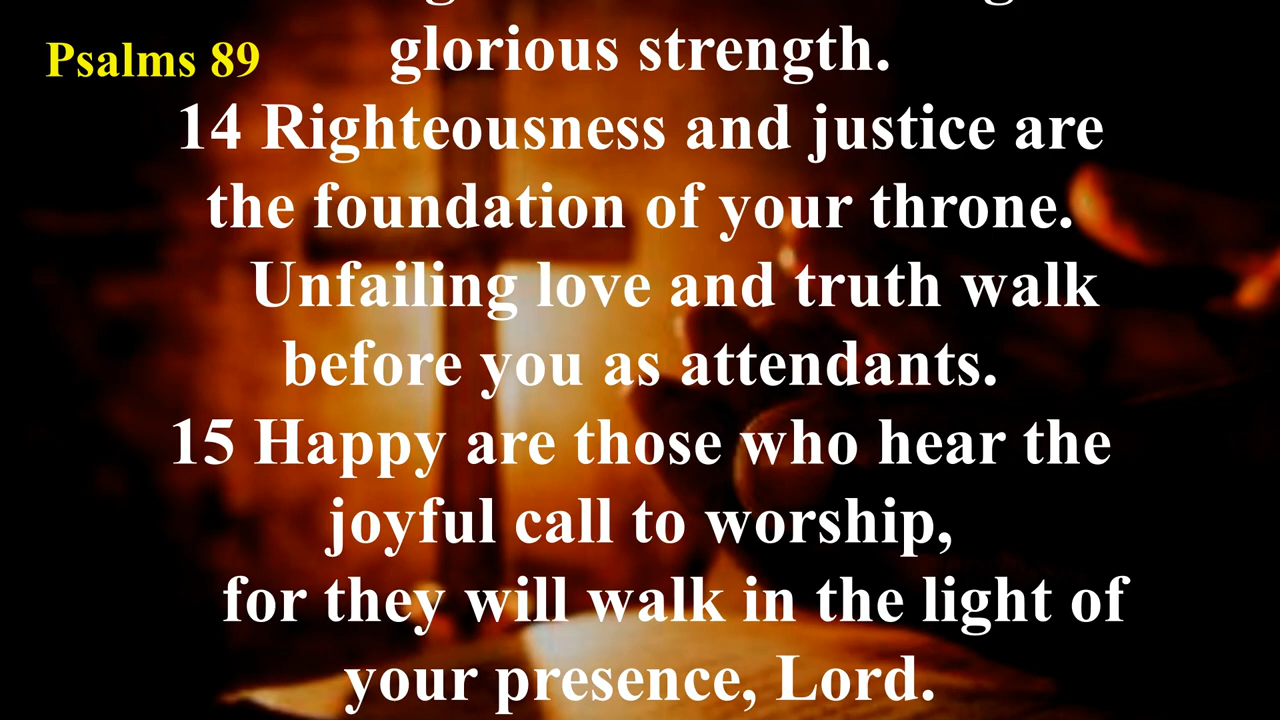 Psalms 89
glorious strength.
14 Righteousness and justice are
the foundation of your throne.
Unfailing love and truth walk
before you as attendants.
15 Happy are those who hear the
joyful call to worship,
for they will walk in the light of
your presence, Lord.